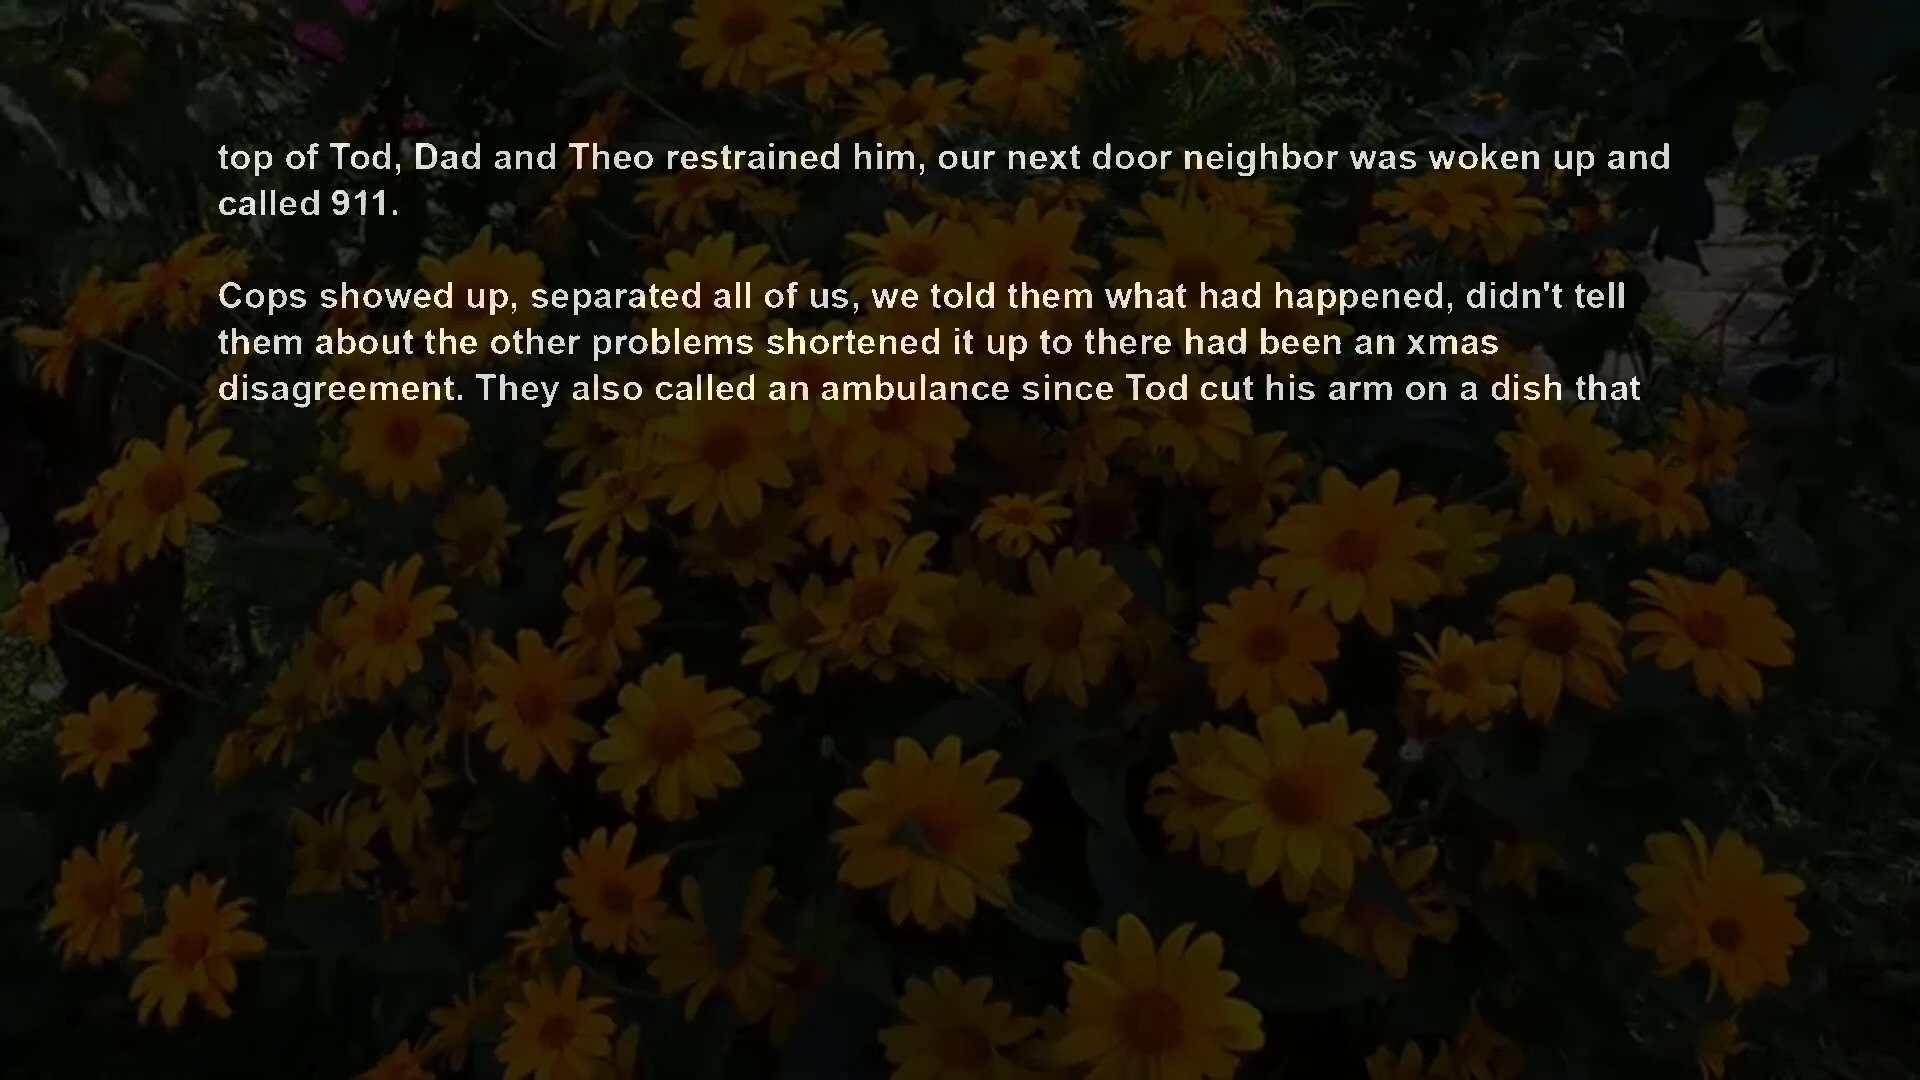 top of Tod, Dad and Theo restrained him, our next door neighbor was woken up and
called 911.
Cops showed up, separated all of us, we told them what had happened, didn't tell
them about the other problems shortened it up to there had been an xmas
disagreement. They also called an ambulance since Tod cut his arm on a dish that